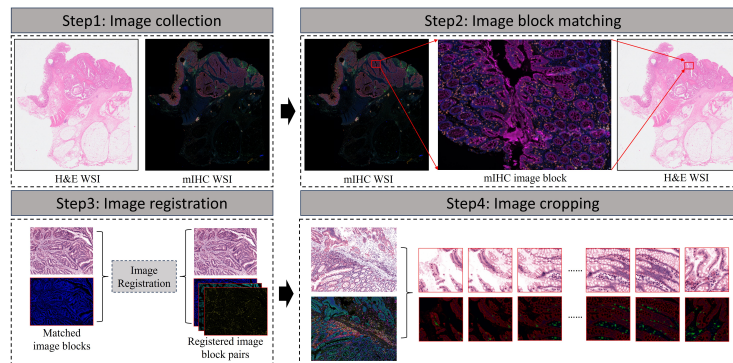 Step1: Image collection
Step2: Image block matching
H&E WSI
mIHC WSI
mIHC WSI
mIHC image block
H&E WSI
Step3: Image registration
Step4: Image cropping
Image
Registration
Matched
image blocks
Registered image
block pairs
......
......